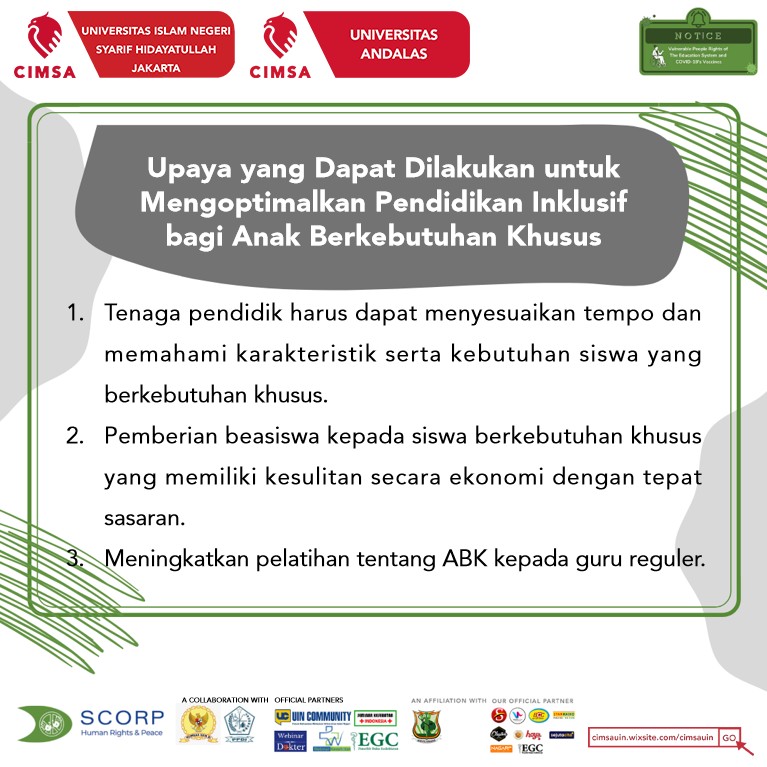 CIMSA
UNIVERSITAS ISLAM NEGERI
SYARIF HIDAYATULLAH
JAKARTA
CIMSA
UNIVERSITAS
ANDALAS
NOTICE
Vulnerable People Rights of
The Education System and
COVID-19's Vaccines
Upaya yang Dapat Dilakukan untuk
Mengoptimalkan Pendidikan Inklusif
bagi Anak Berkebutuhan Khusus
1. Tenaga pendidik harus dapat menyesuaikan tempo dan
memahami karakteristik serta kebutuhan siswa yang
berkebutuhan khusus.
2. Pemberian beasiswa kepada siswa berkebutuhan khusus
yang memiliki kesulitan secara ekonomi dengan tepat
sasaran.
3. Meningkatkan pelatihan tentang ABK kepada guru reguler.
SCORP
Human Rights & Peace
A COLLABORATION WITH
OFFICIAL PARTNERS
UIN COMMUNITY
INDONESIA
Webinar
Dokter
EGC
AN AFFILIATION WITH
OUR OFFICIAL PARTNER
EGC
cimsauin.wixsite.com/cimsauin
GO